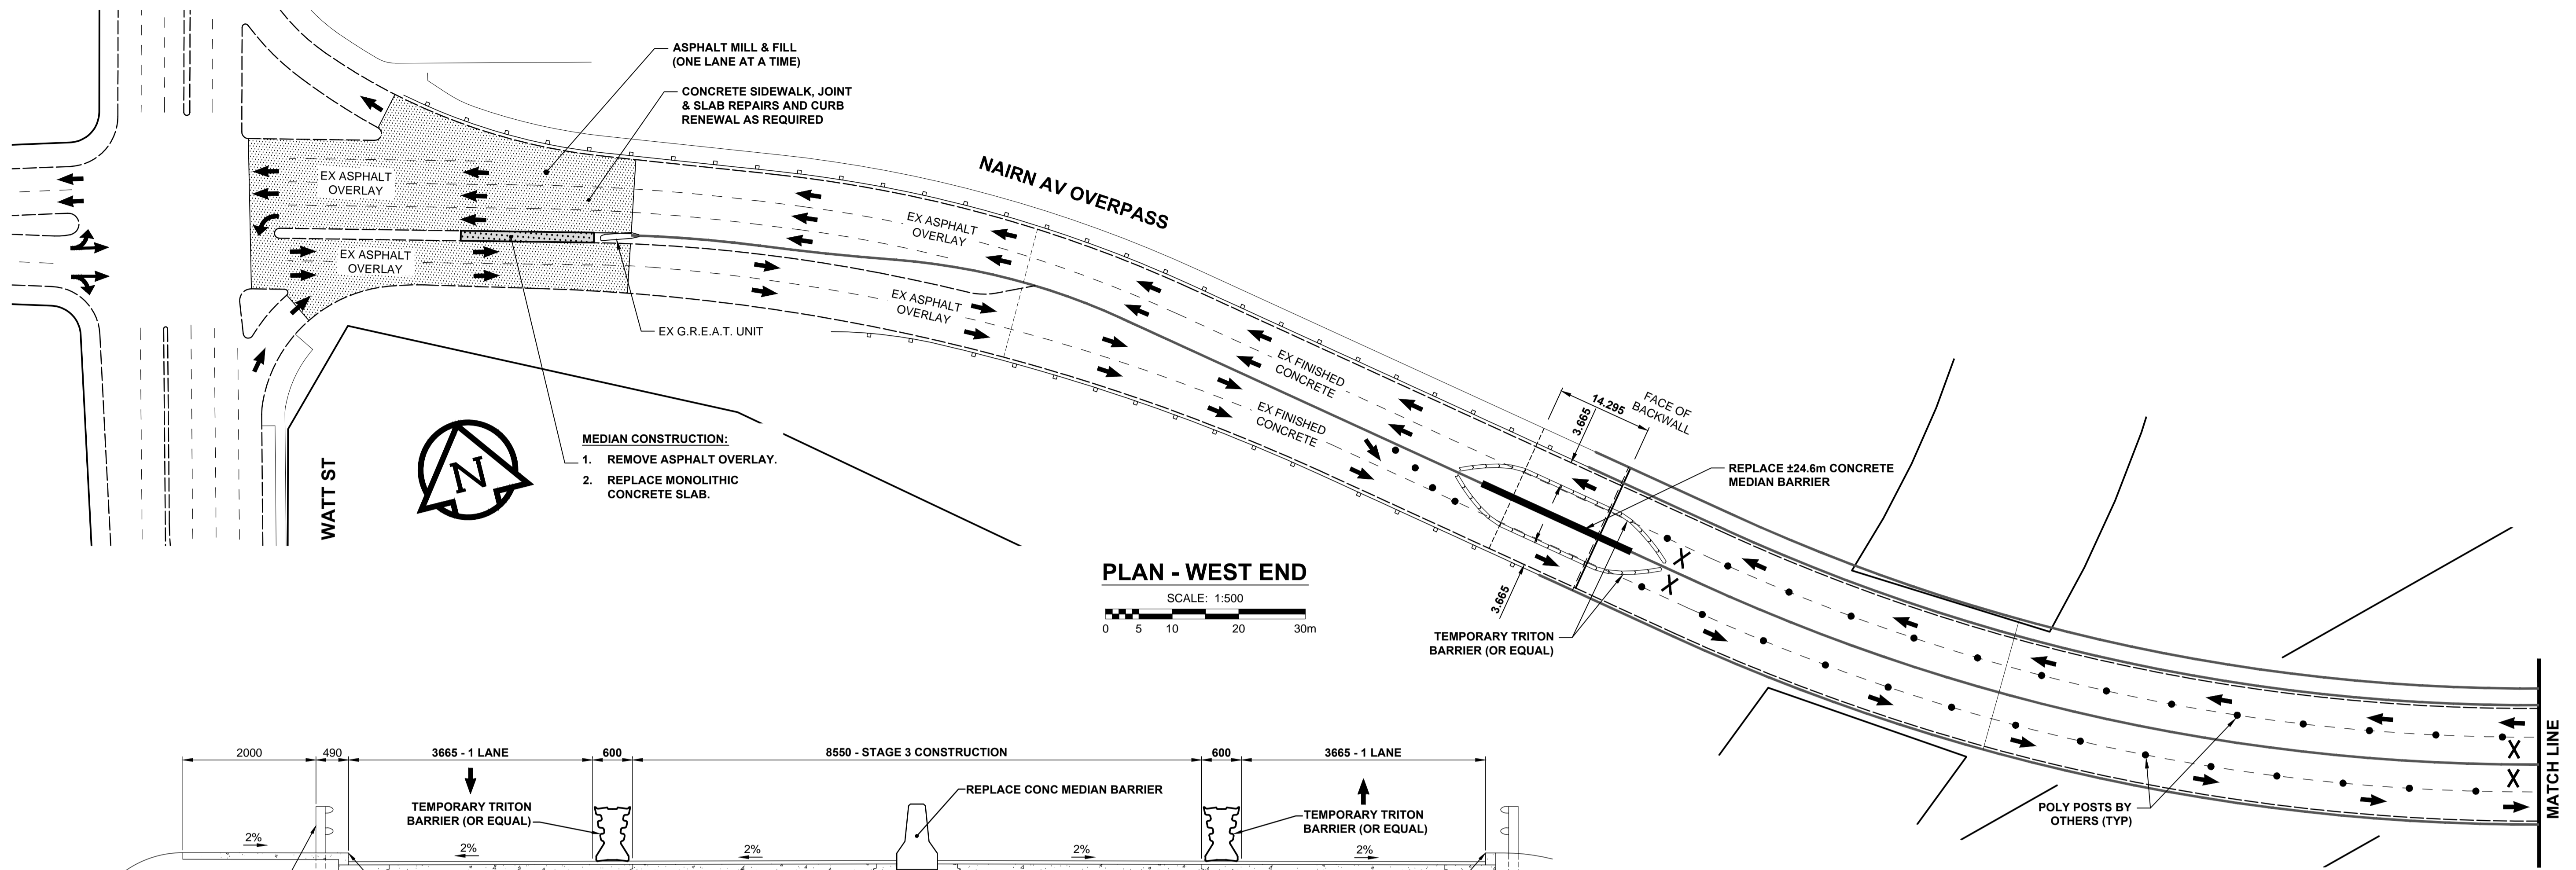 ASPHALT MILL & FILL
(ONE LANE AT A TIME)
CONCRETE SIDEWALK, JOINT
& SLAB REPAIRS AND CURB
RENEWAL AS REQUIRED
NAIRN AV OVERPASS
EX ASPHALT
OVERLAY
EX ASPHALT
OVERLAY
EX ASPHALT
OVERLAY
EX ASPHALT
OVERLAY
EX G.R.E.A.T. UNIT
EX FINISHED
CONCRETE
EX FINISHED
CONCRETE
14.295
FACE OF
BACKWALL
3.665
WATT ST
N
MEDIAN CONSTRUCTION:
1. REMOVE ASPHALT OVERLAY.
2. REPLACE MONOLITHIC
CONCRETE SLAB.
REPLACE ±24.6m CONCRETE
MEDIAN BARRIER
PLAN - WEST END
SCALE: 1:500
0 5 10 20 30m
3.665
TEMPORARY TRITON
BARRIER (OR EQUAL)
X
X
X
X
POLY POSTS BY
OTHERS (TYP)
MATCH LINE
2000 490 3665 - 1 LANE 600 8550 - STAGE 3 CONSTRUCTION 600 3665 - 1 LANE
TEMPORARY TRITON
BARRIER (OR EQUAL)
REPLACE CONC MEDIAN BARRIER
TEMPORARY TRITON
BARRIER (OR EQUAL)
2% 2% 2% 2% 2%